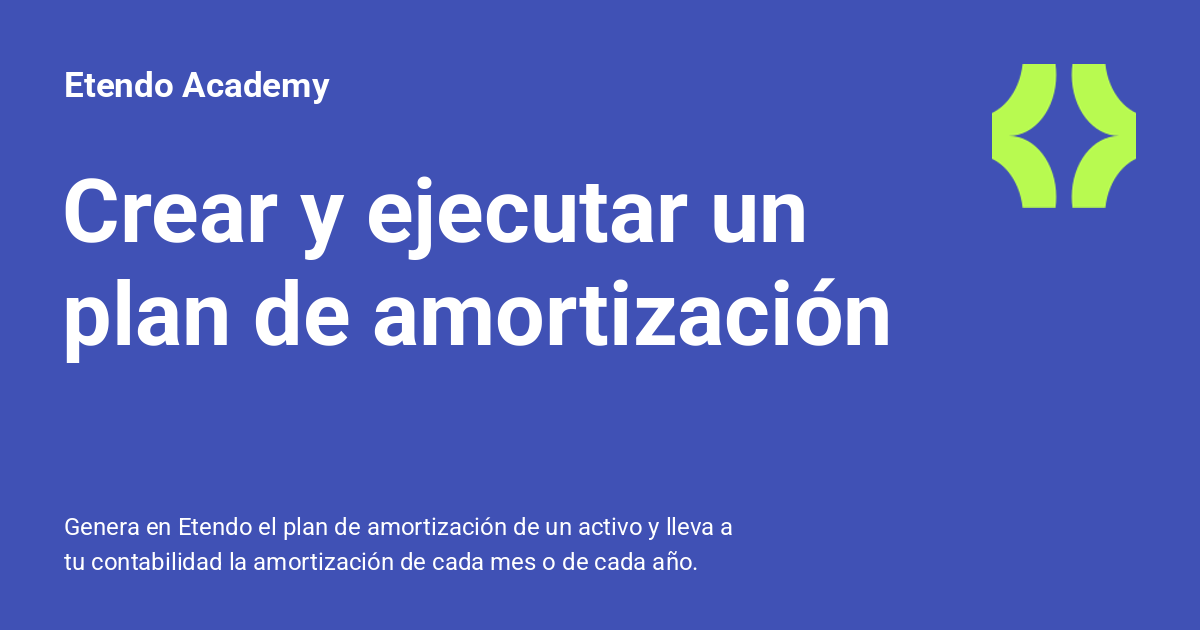 Etendo Academy
Crear y ejecutar un
plan de amortización
Genera en Etendo el plan de amortización de un activo y lleva a
tu contabilidad la amortización de cada mes o de cada año.